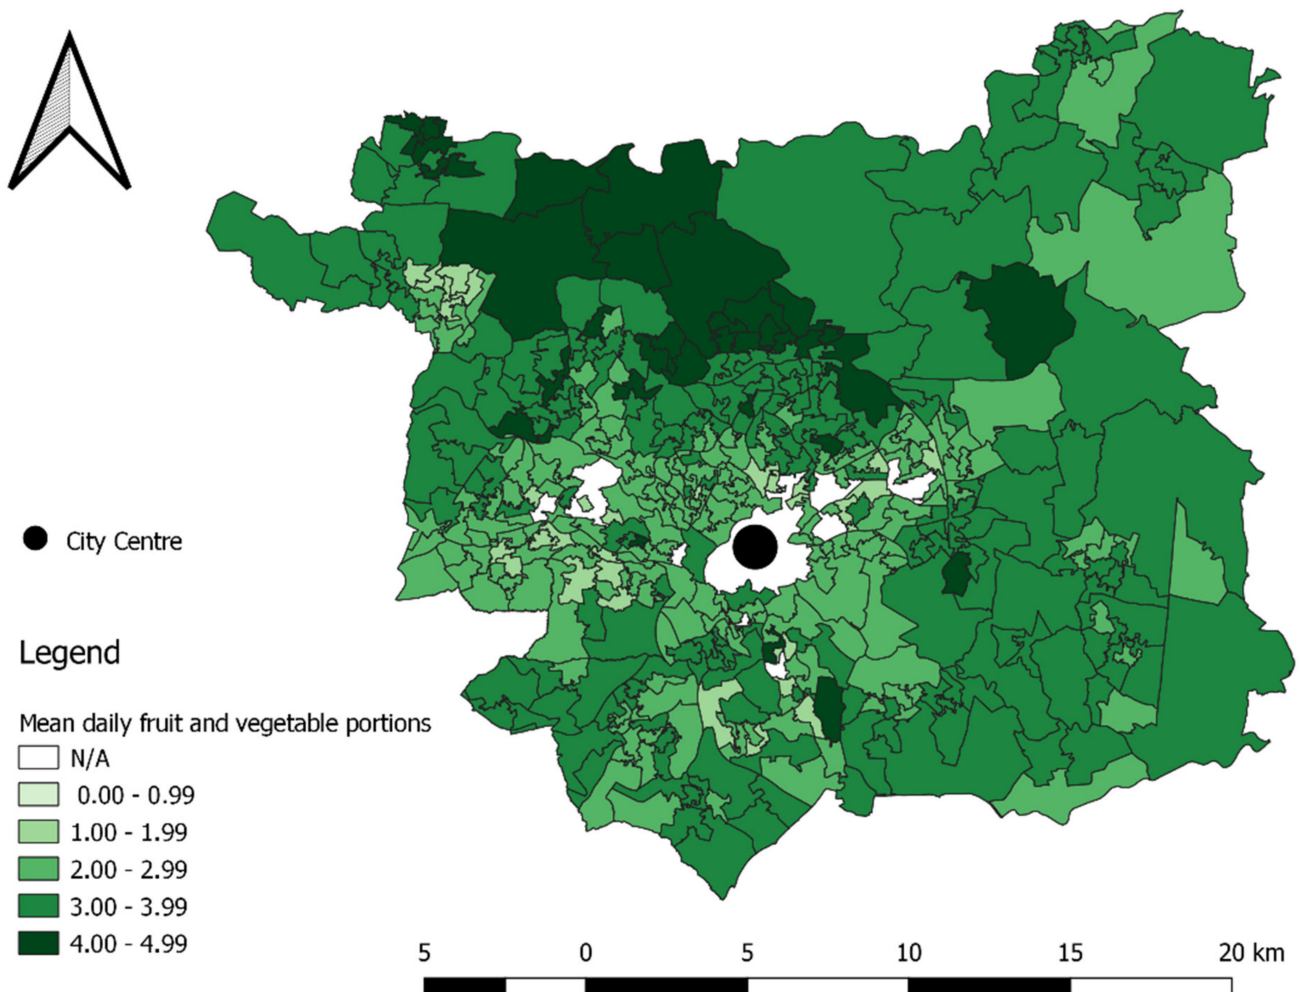 City Centre
Legend
Mean daily fruit and vegetable portions
N/A
0.00 - 0.99
1.00 - 1.99
2.00 - 2.99
3.00 - 3.99
4.00 - 4.99
5 0 5 10 15 20 km